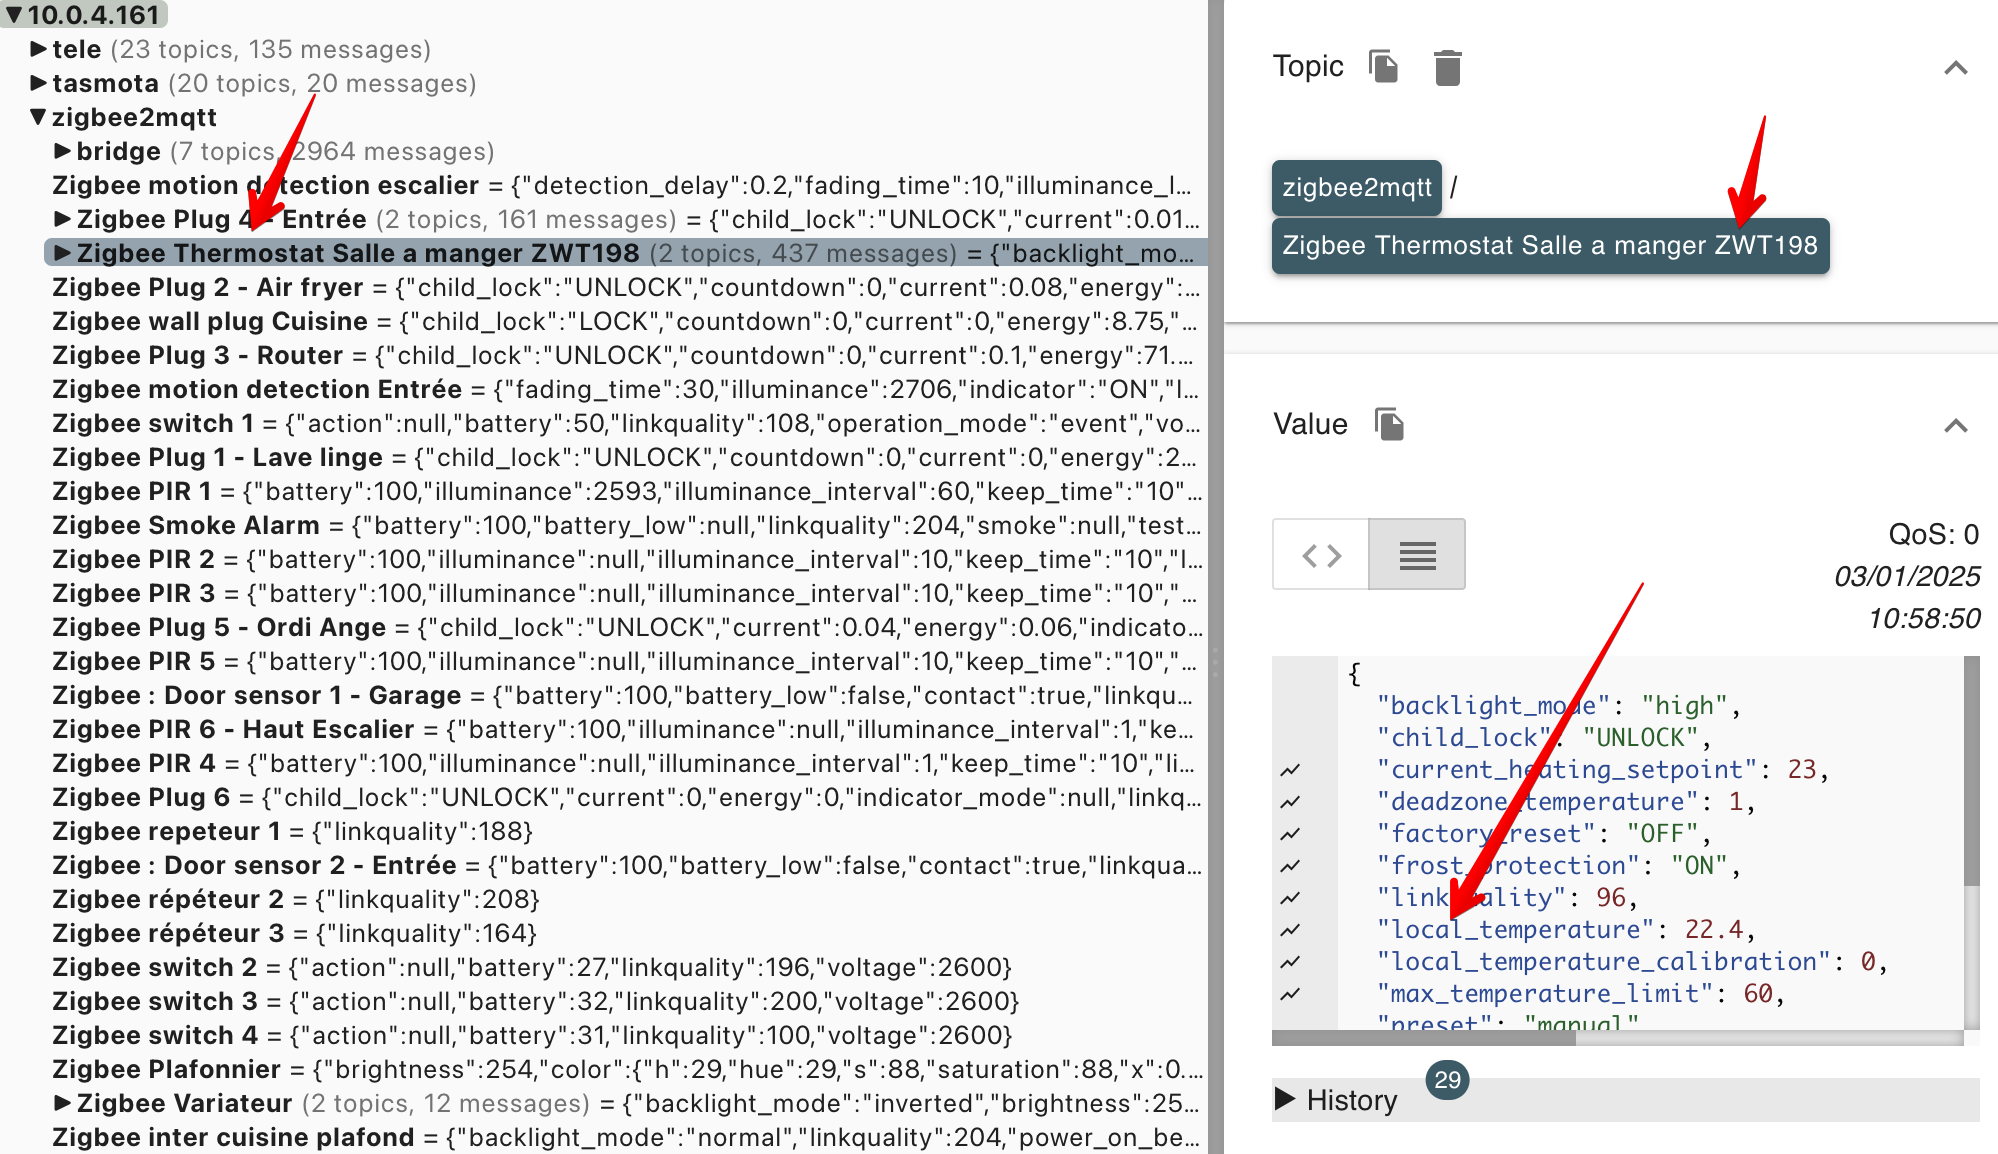 10.0.4.161
tele (23 topics, 135 messages)
tasmota (20 topics, 20 messages)
zigbee2mqtt
bridge (7 topics, 2964 messages)
Zigbee motion detection escalier = {"detection_delay":0.2,"fading_time":10,"illuminance_l...
Zigbee Plug 4 - Entrée (2 topics, 161 messages) = {"child_lock":"UNLOCK","current":0.01...
Zigbee Thermostat Salle a manger ZWT198 (2 topics, 437 messages) = {"backlight_mo...
Zigbee Plug 2 - Air fryer = {"child_lock":"UNLOCK","countdown":0,"current":0.08,"energy":...
Zigbee wall plug Cuisine = {"child_lock":"LOCK","countdown":0,"current":0,"energy":8.75,"...
Zigbee Plug 3 - Router = {"child_lock":"UNLOCK","countdown":0,"current":0.1,"energy":71....
Zigbee motion detection Entrée = {"fading_time":30,"illuminance":2706,"indicator":"ON","l...
Zigbee switch 1 = {"action":null,"battery":50,"linkquality":108,"operation_mode":"event","vo...
Zigbee Plug 1 - Lave linge = {"child_lock":"UNLOCK","countdown":0,"current":0,"energy":2...
Zigbee PIR 1 = {"battery":100,"illuminance":2593,"illuminance_interval":60,"keep_time":"10"...
Zigbee Smoke Alarm = {"battery":100,"battery_low":null,"linkquality":204,"smoke":null,"test...
Zigbee PIR 2 = {"battery":100,"illuminance":null,"illuminance_interval":10,"keep_time":"10","l...
Zigbee PIR 3 = {"battery":100,"illuminance":null,"illuminance_interval":10,"keep_time":"10","...
Zigbee Plug 5 - Ordi Ange = {"child_lock":"UNLOCK","current":0.04,"energy":0.06,"indicato...
Zigbee PIR 5 = {"battery":100,"illuminance":null,"illuminance_interval":10,"keep_time":"10","...
Zigbee : Door sensor 1 - Garage = {"battery":100,"battery_low":false,"contact":true,"linkqu...
Zigbee PIR 6 - Haut Escalier = {"battery":100,"illuminance":null,"illuminance_interval":1,"ke...
Zigbee PIR 4 = {"battery":100,"illuminance":null,"illuminance_interval":1,"keep_time":"10","li...
Zigbee Plug 6 = {"child_lock":"UNLOCK","current":0,"energy":0,"indicator_mode":null,"linkq...
Zigbee repeteur 1 = {"linkquality":188}
Zigbee : Door sensor 2 - Entrée = {"battery":100,"battery_low":false,"contact":true,"linkqua...
Zigbee répéteur 2 = {"linkquality":208}
Zigbee répéteur 3 = {"linkquality":164}
Zigbee switch 2 = {"action":null,"battery":27,"linkquality":196,"voltage":2600}
Zigbee switch 3 = {"action":null,"battery":32,"linkquality":200,"voltage":2600}
Zigbee switch 4 = {"action":null,"battery":31,"linkquality":100,"voltage":2600}
Zigbee Plafonnier = {"brightness":254,"color":{"h":29,"hue":29,"s":88,"saturation":88,"x":0....
Zigbee Variateur (2 topics, 12 messages) = {"backlight_mode":"inverted","brightness":25...
Zigbee inter cuisine plafond = {"backlight_mode":"normal","linkquality":204,"power_on_be...
Topic
zigbee2mqtt /
Zigbee Thermostat Salle a manger ZWT198
Value
QoS: 0
03/01/2025
10:58:50
{
"backlight_mode": "high",
"child_lock": "UNLOCK",
"current_heating_setpoint": 23,
"deadzone_temperature": 1,
"factory_reset": "OFF",
"frost_protection": "ON",
"linkquality": 96,
"local_temperature": 22.4,
"local_temperature_calibration": 0,
"max_temperature_limit": 60,
"preset": "manual"
History
29